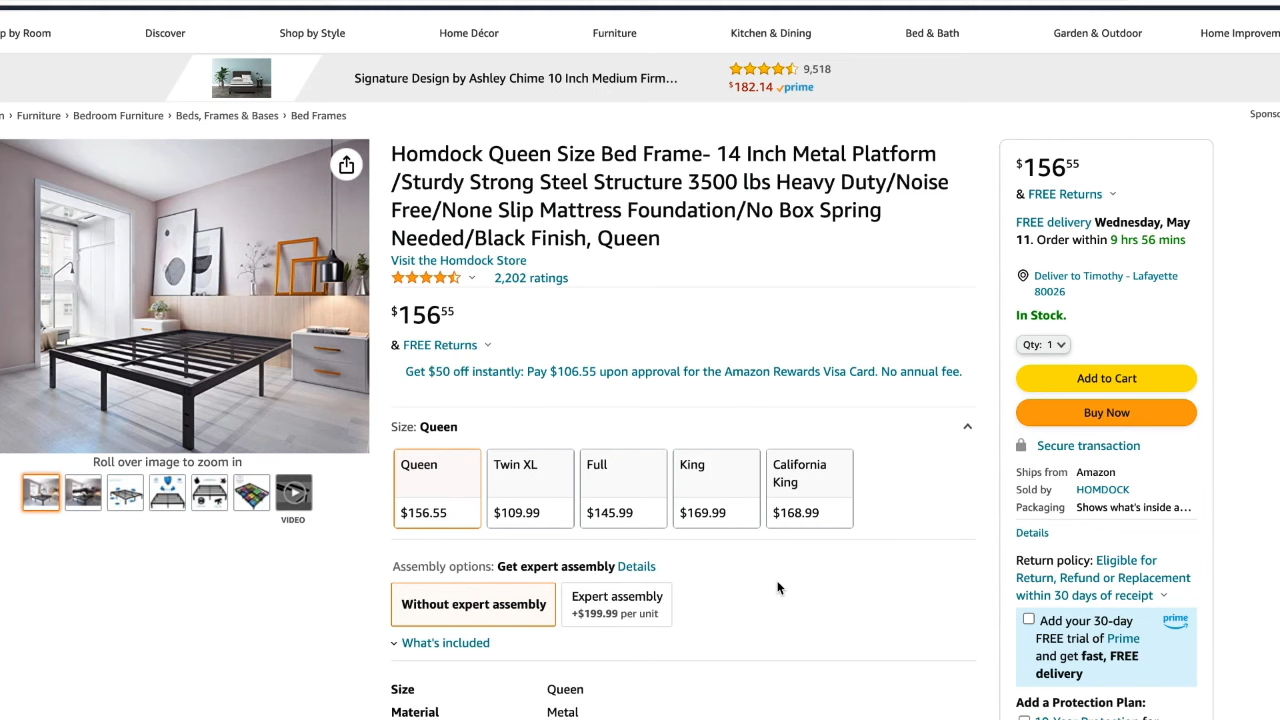 p by Room
Discover
Shop by Style
Home Décor
Furniture
Kitchen & Dining
Bed & Bath
Garden & Outdoor
Home Improvem
Signature Design by Ashley Chime 10 Inch Medium Firm…
9,518
$182.14 prime
n › Furniture › Bedroom Furniture › Beds, Frames & Bases › Bed Frames
Sponso
Homdock Queen Size Bed Frame- 14 Inch Metal Platform
/Sturdy Strong Steel Structure 3500 lbs Heavy Duty/Noise
Free/None Slip Mattress Foundation/No Box Spring
Needed/Black Finish, Queen
Visit the Homdock Store
2,202 ratings
$15655
& FREE Returns
Get $50 off instantly: Pay $106.55 upon approval for the Amazon Rewards Visa Card. No annual fee.
Roll over image to zoom in
VIDEO
Size: Queen
Queen
$156.55
Twin XL
$109.99
Full
$145.99
King
$169.99
California
King
$168.99
Assembly options: Get expert assembly Details
Without expert assembly
Expert assembly
+$199.99 per unit
What's included
Size Queen
Material Metal
$15655
& FREE Returns
FREE delivery Wednesday, May
11. Order within 9 hrs 56 mins
Deliver to Timothy - Lafayette
80026
In Stock.
Qty: 1
Add to Cart
Buy Now
Secure transaction
Ships from Amazon
Sold by HOMDOCK
Packaging Shows what's inside a…
Details
Return policy: Eligible for
Return, Refund or Replacement
within 30 days of receipt
Add your 30-day
prime
FREE trial of Prime
and get fast, FREE
delivery
Add a Protection Plan: